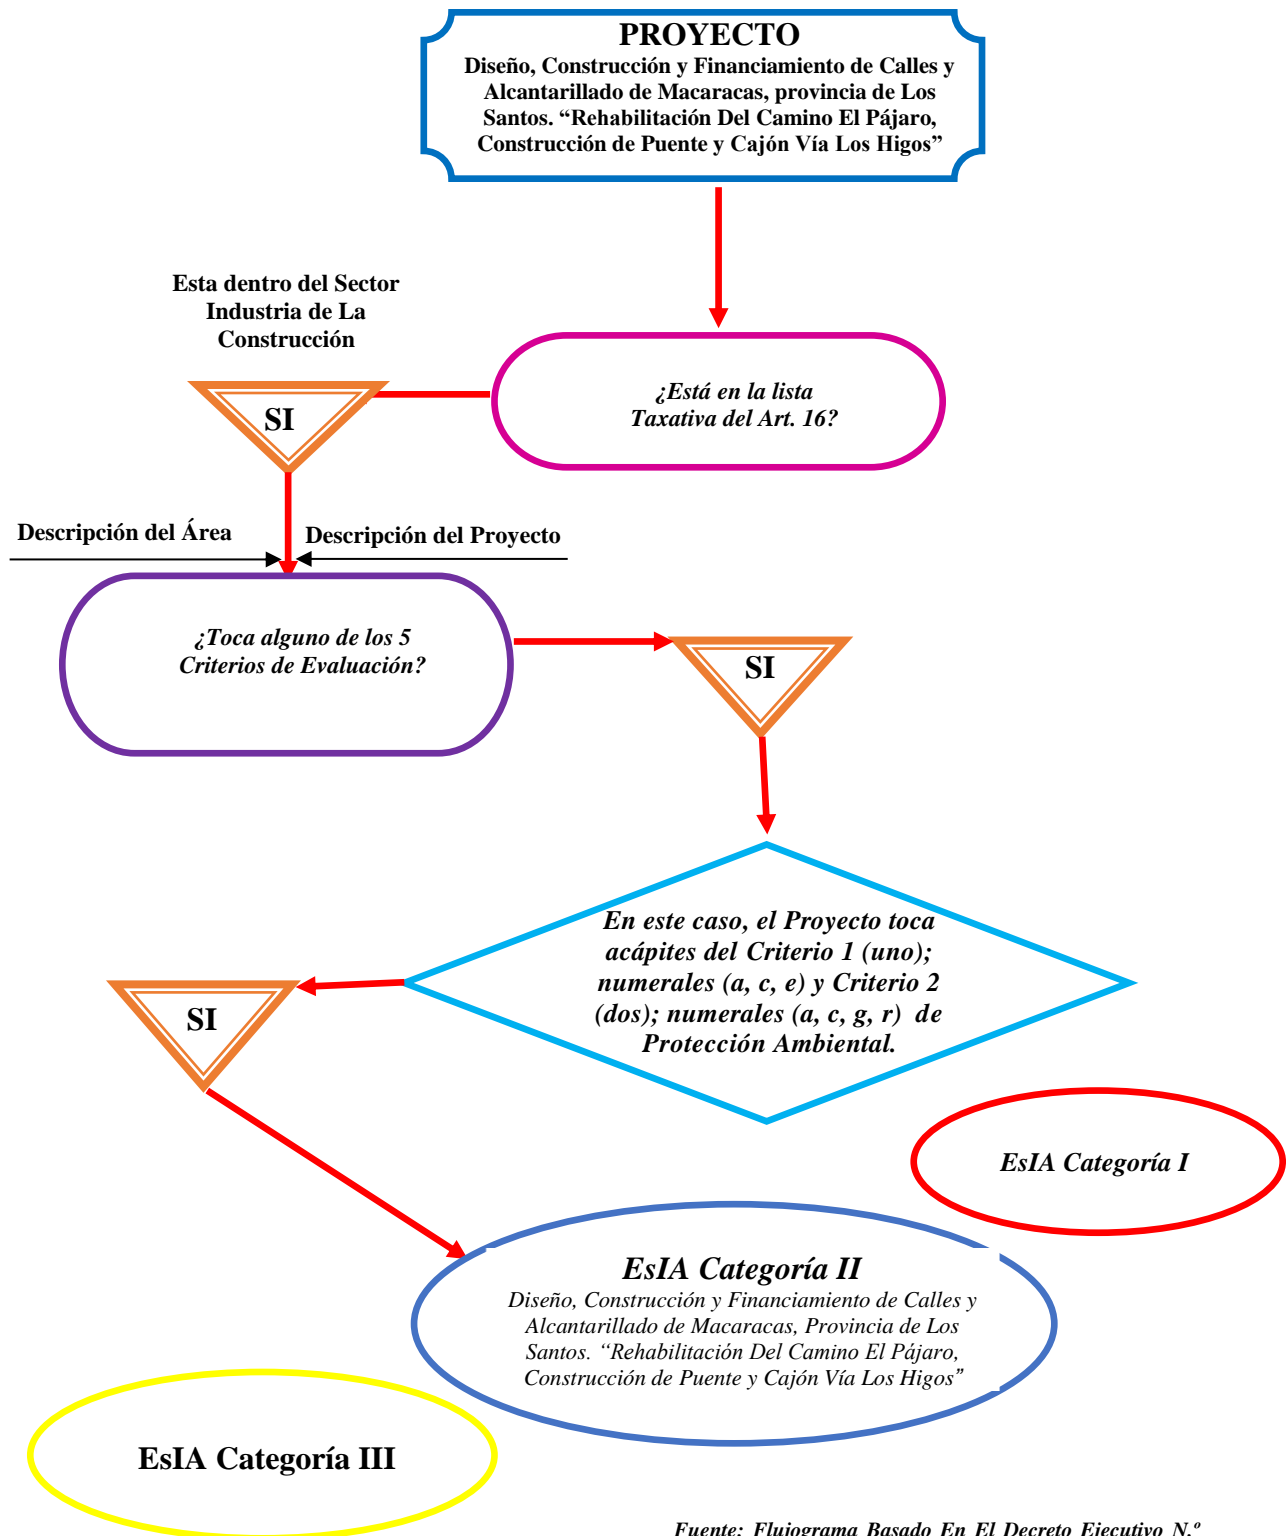 PROYECTO
Diseño, Construcción y Financiamiento de Calles y
Alcantarillado de Macaracas, provincia de Los
Santos. “Rehabilitación Del Camino El Pájaro,
Construcción de Puente y Cajón Vía Los Higos”
Esta dentro del Sector
Industria de La
Construcción
¿Está en la lista
Taxativa del Art. 16?
SI
Descripción del Área
Descripción del Proyecto
¿Toca alguno de los 5
Criterios de Evaluación?
SI
En este caso, el Proyecto toca
acápites del Criterio 1 (uno);
numerales (a, c, e) y Criterio 2
(dos); numerales (a, c, g, r) de
Protección Ambiental.
SI
EsIA Categoría I
EsIA Categoría II
Diseño, Construcción y Financiamiento de Calles y
Alcantarillado de Macaracas, Provincia de Los
Santos. “Rehabilitación Del Camino El Pájaro,
Construcción de Puente y Cajón Vía Los Higos”
EsIA Categoría III
Fuente: Flujograma Basado En El Decreto Ejecutivo N.º